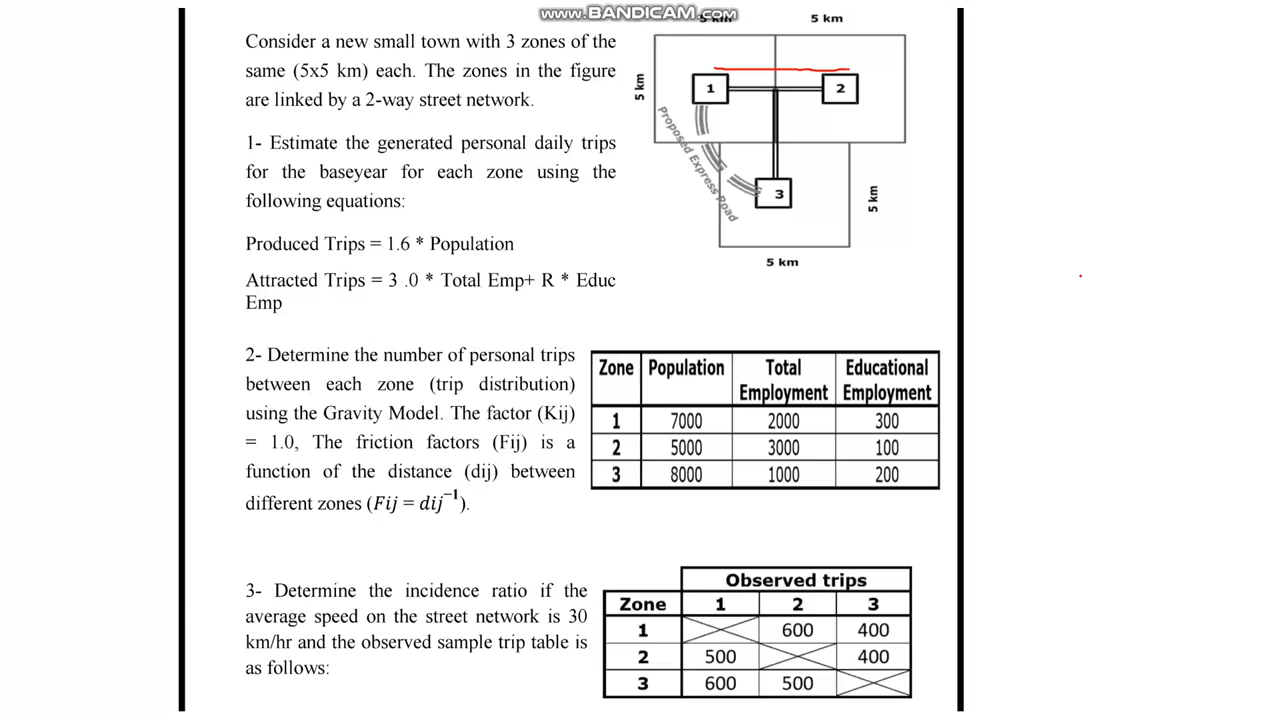 www.BANDICAM.com
5 km
5 km
Consider a new small town with 3 zones of the
same (5x5 km) each. The zones in the figure
are linked by a 2-way street network.
1- Estimate the generated personal daily trips
for the baseyear for each zone using the
following equations:
Produced Trips = 1.6 * Population
Attracted Trips = 3 .0 * Total Emp+ R * Educ
Emp
5 km
1
2
Proposed Express Road
3
5 km
5 km
2- Determine the number of personal trips
between each zone (trip distribution)
using the Gravity Model. The factor (Kij)
= 1.0, The friction factors (Fij) is a
function of the distance (dij) between
different zones (Fij = dij⁻¹).
Zone Population Total Employment Educational Employment
1 7000 2000 300
2 5000 3000 100
3 8000 1000 200
3- Determine the incidence ratio if the
average speed on the street network is 30
km/hr and the observed sample trip table is
as follows:
Observed trips
Zone 1 2 3
1 600 400
2 500 400
3 600 500